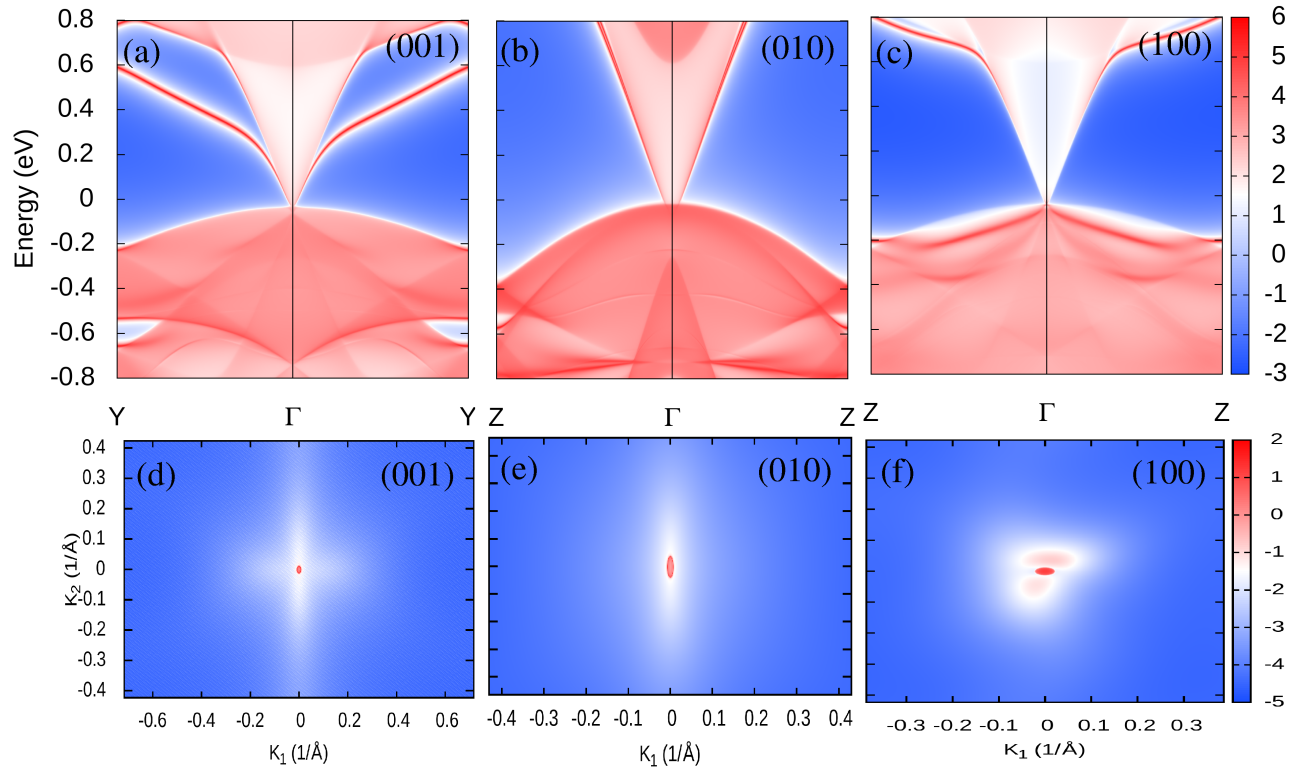 (a) (001)
(b) (010)
(c) (100)
Energy (eV)
0.8
0.6
0.4
0.2
0
-0.2
-0.4
-0.6
-0.8
6
5
4
3
2
1
0
-1
-2
-3
Y Γ Y
Z Γ Z
Z Γ Z
(d) (001)
(e) (010)
(f) (100)
K2 (1/Å)
0.4
0.3
0.2
0.1
0
-0.1
-0.2
-0.3
-0.4
2
1
0
-1
-2
-3
-4
-5
-0.6 -0.4 -0.2 0 0.2 0.4 0.6
K1 (1/Å)
-0.4 -0.3 -0.2 -0.1 0 0.1 0.2 0.3 0.4
K1 (1/Å)
-0.3 -0.2 -0.1 0 0.1 0.2 0.3
K1 (1/Å)